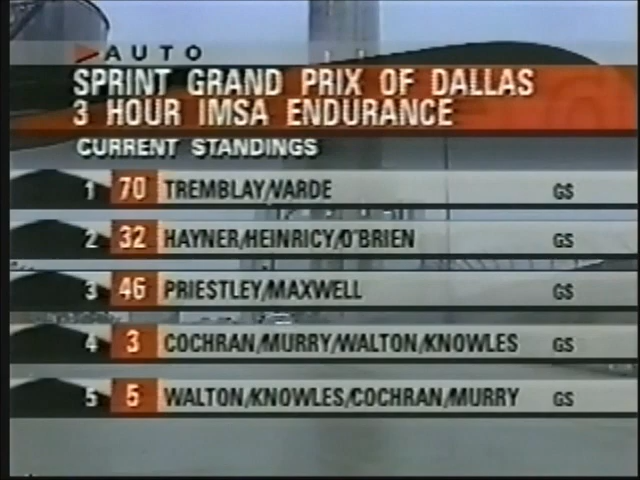 AUTO
SPRINT GRAND PRIX OF DALLAS
3 HOUR IMSA ENDURANCE
CURRENT STANDINGS
1 70 TREMBLAY/VARDE GS
2 32 HAYNER/HEINRICY/O'BRIEN GS
3 46 PRIESTLEY/MAXWELL GS
4 3 COCHRAN/MURRY/WALTON/KNOWLES GS
5 5 WALTON/KNOWLES/COCHRAN/MURRY GS